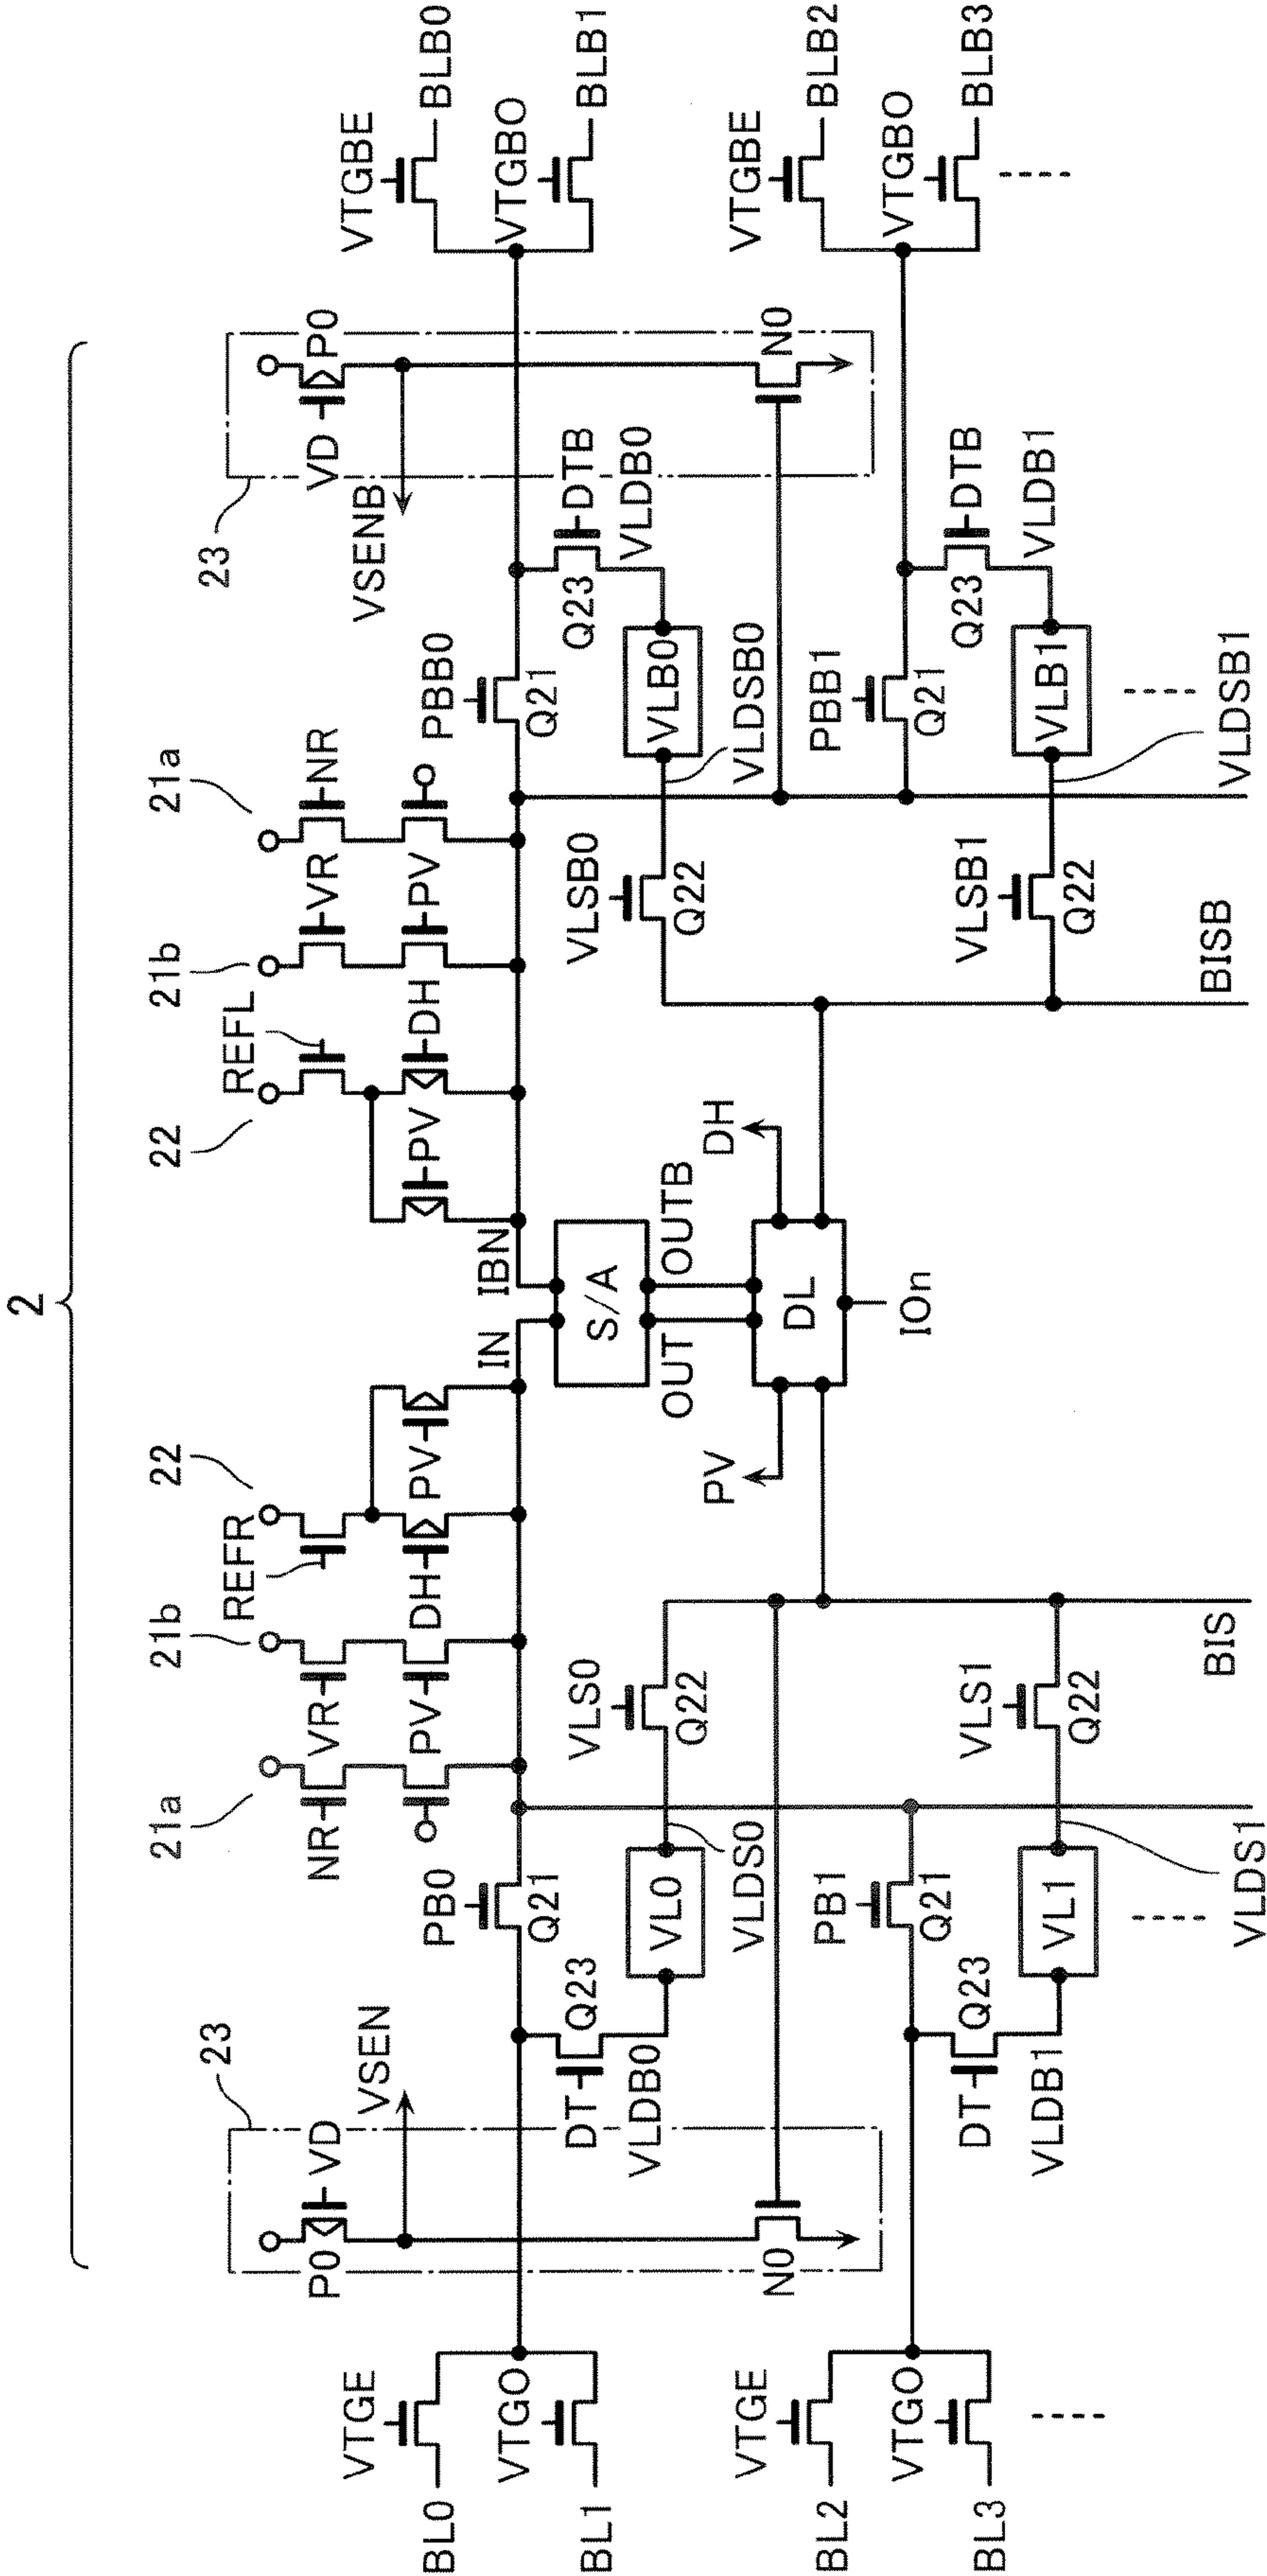 2
23
21a
21b
22
22
21b
21a
23
P0
VD
VSEN
NR
VR
PV
REFR
DH
PV
REFL
PV
DH
VR
PV
NR
VSENB
VD
P0
VTGE
BL0
VTGO
BL1
PB0
Q21
IN
IBN
PBB0
Q21
VTGBE
BLB0
VTGBO
BLB1
DT
Q23
VLDB0
VL0
VLDS0
VLS0
Q22
S/A
OUT
OUTB
PV
DH
DL
IOn
VLSB0
Q22
VLB0
VLDSB0
Q23
DTB
VLDB0
N0
N0
VTGE
BL2
VTGO
BL3
PB1
Q21
DT
Q23
VLDB1
VL1
VLDS1
VLS1
Q22
BIS
BISB
VLSB1
Q22
VLB1
VLDSB1
PBB1
Q21
Q23
DTB
VLDB1
VTGBE
BLB2
VTGBO
BLB3